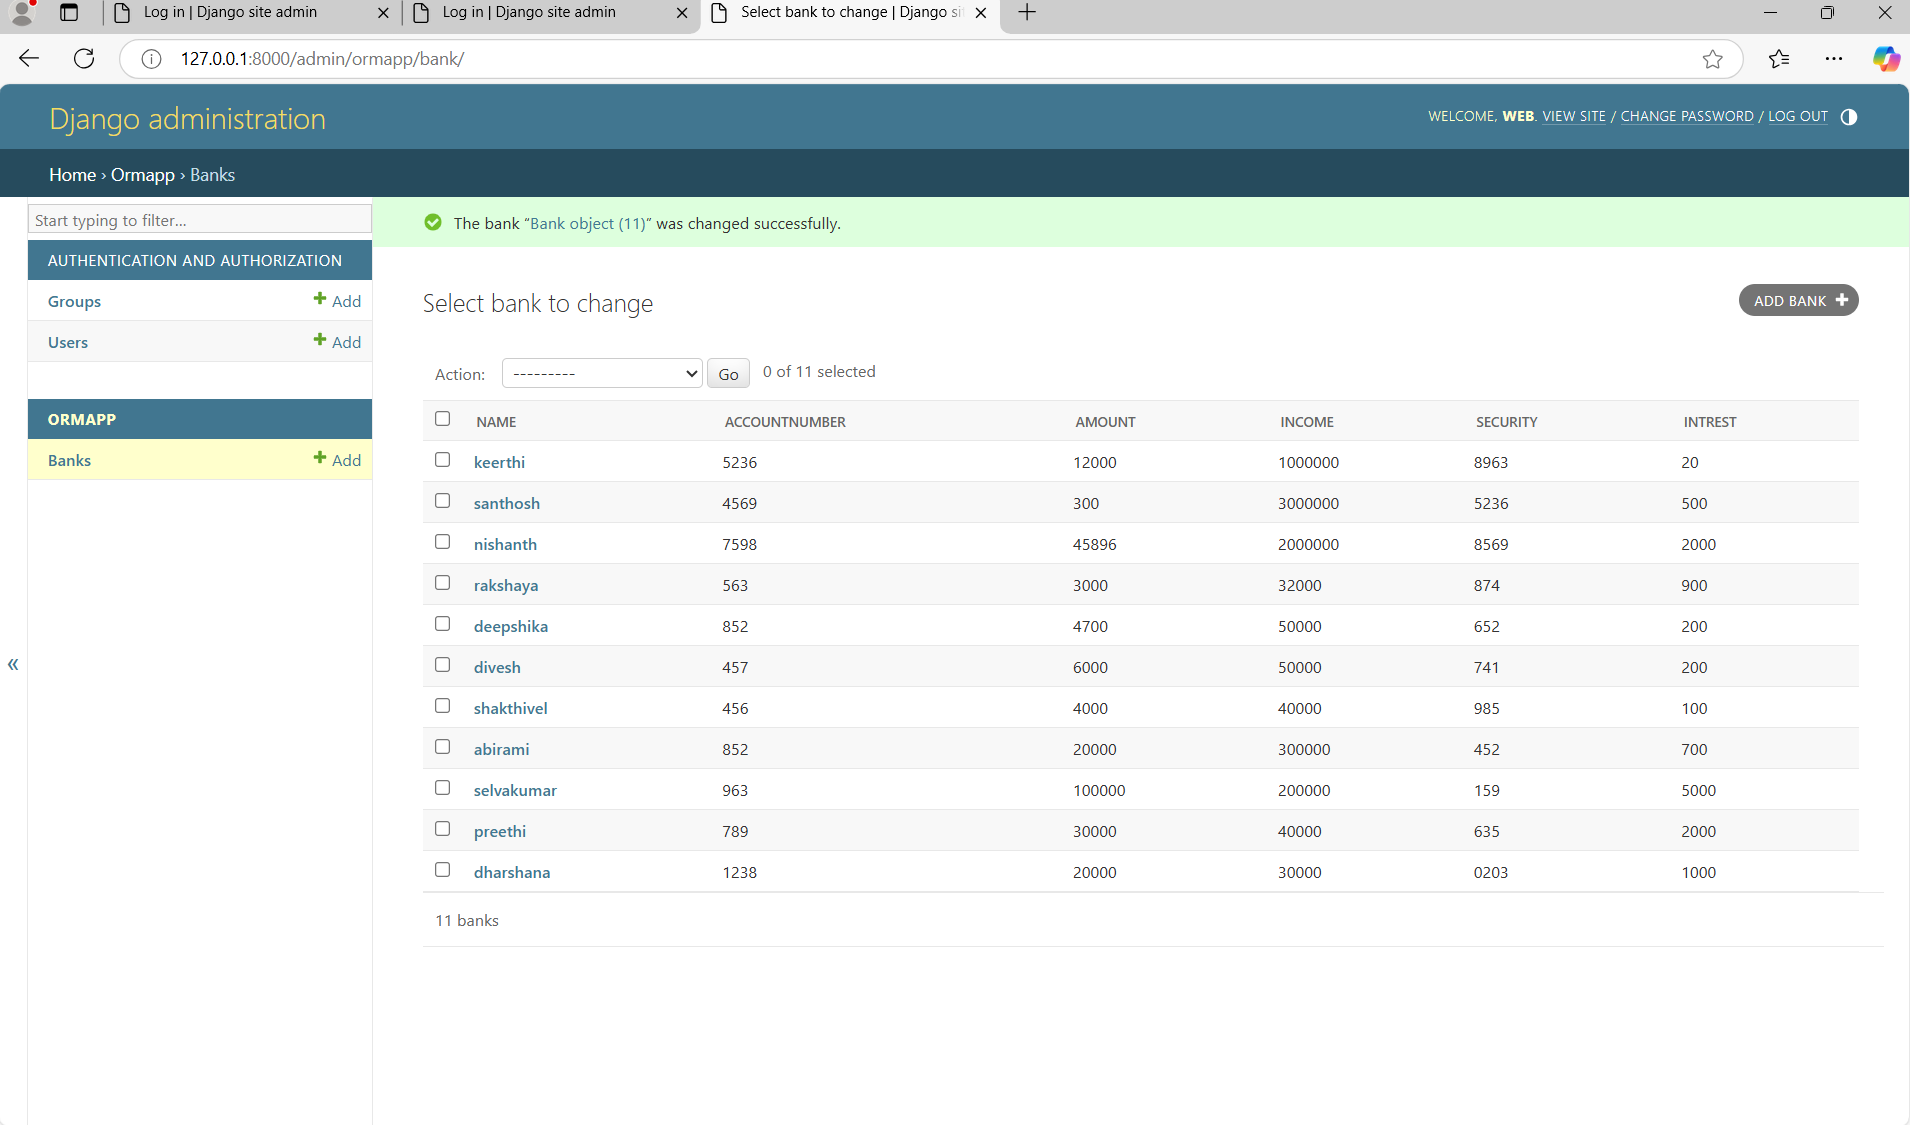 Log in | Django site admin
Log in | Django site admin
Select bank to change | Django si
127.0.0.1:8000/admin/ormapp/bank/
Django administration
WELCOME, WEB. VIEW SITE / CHANGE PASSWORD / LOG OUT
Home › Ormapp › Banks
Start typing to filter...
AUTHENTICATION AND AUTHORIZATION
Groups + Add
Users + Add
ORMAPP
Banks + Add
«
The bank “Bank object (11)” was changed successfully.
Select bank to change
ADD BANK +
Action: --------- Go 0 of 11 selected
NAME ACCOUNTNUMBER AMOUNT INCOME SECURITY INTREST
keerthi 5236 12000 1000000 8963 20
santhosh 4569 300 3000000 5236 500
nishanth 7598 45896 2000000 8569 2000
rakshaya 563 3000 32000 874 900
deepshika 852 4700 50000 652 200
divesh 457 6000 50000 741 200
shakthivel 456 4000 40000 985 100
abirami 852 20000 300000 452 700
selvakumar 963 100000 200000 159 5000
preethi 789 30000 40000 635 2000
dharshana 1238 20000 30000 0203 1000
11 banks